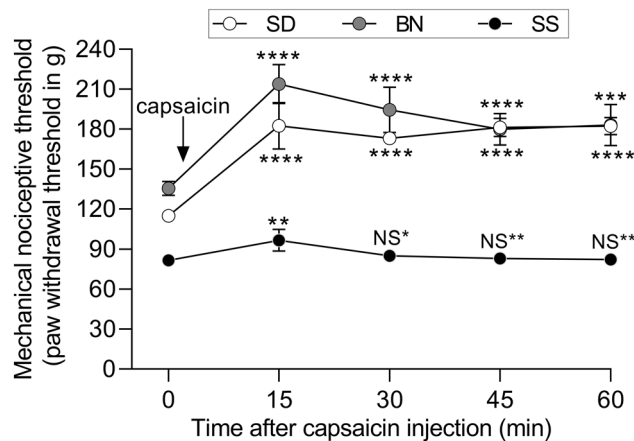 SD BN SS
Mechanical nociceptive threshold
(paw withdrawal threshold in g)
240
210
180
150
120
90
60
30
0
capsaicin
**** **** **** ***
**** **** **** ****
** NS* NS** NS**
0 15 30 45 60
Time after capsaicin injection (min)